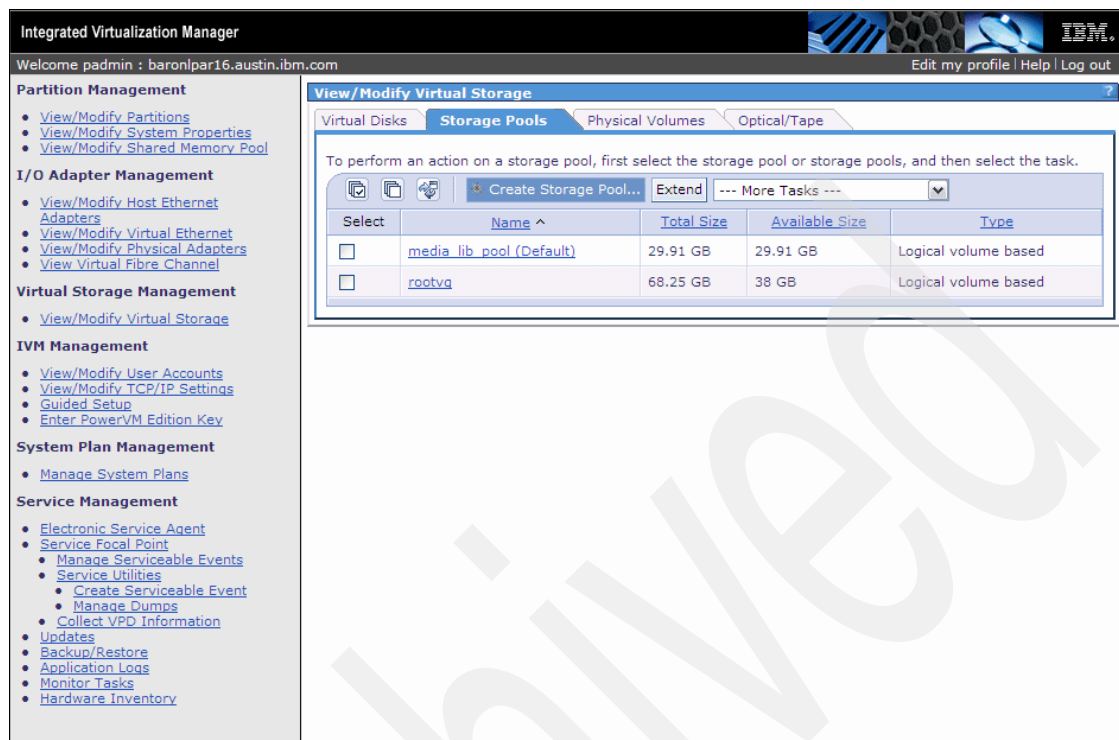 Integrated Virtualization Manager
IBM.
Welcome padmin : baronlpar16.austin.ibm.com
Edit my profile | Help | Log out
Partition Management
View/Modify Partitions
View/Modify System Properties
View/Modify Shared Memory Pool
I/O Adapter Management
View/Modify Host Ethernet
Adapters
View/Modify Virtual Ethernet
View/Modify Physical Adapters
View Virtual Fibre Channel
Virtual Storage Management
View/Modify Virtual Storage
IVM Management
View/Modify User Accounts
View/Modify TCP/IP Settings
Guided Setup
Enter PowerVM Edition Key
System Plan Management
Manage System Plans
Service Management
Electronic Service Agent
Service Focal Point
Manage Serviceable Events
Service Utilities
Create Serviceable Event
Manage Dumps
Collect VPD Information
Updates
Backup/Restore
Application Logs
Monitor Tasks
Hardware Inventory
View/Modify Virtual Storage ?
Virtual Disks Storage Pools Physical Volumes Optical/Tape
To perform an action on a storage pool, first select the storage pool or storage pools, and then select the task.
Create Storage Pool... Extend --- More Tasks ---
Select Name ^ Total Size Available Size Type
media_lib_pool (Default) 29.91 GB 29.91 GB Logical volume based
rootvg 68.25 GB 38 GB Logical volume based
hived